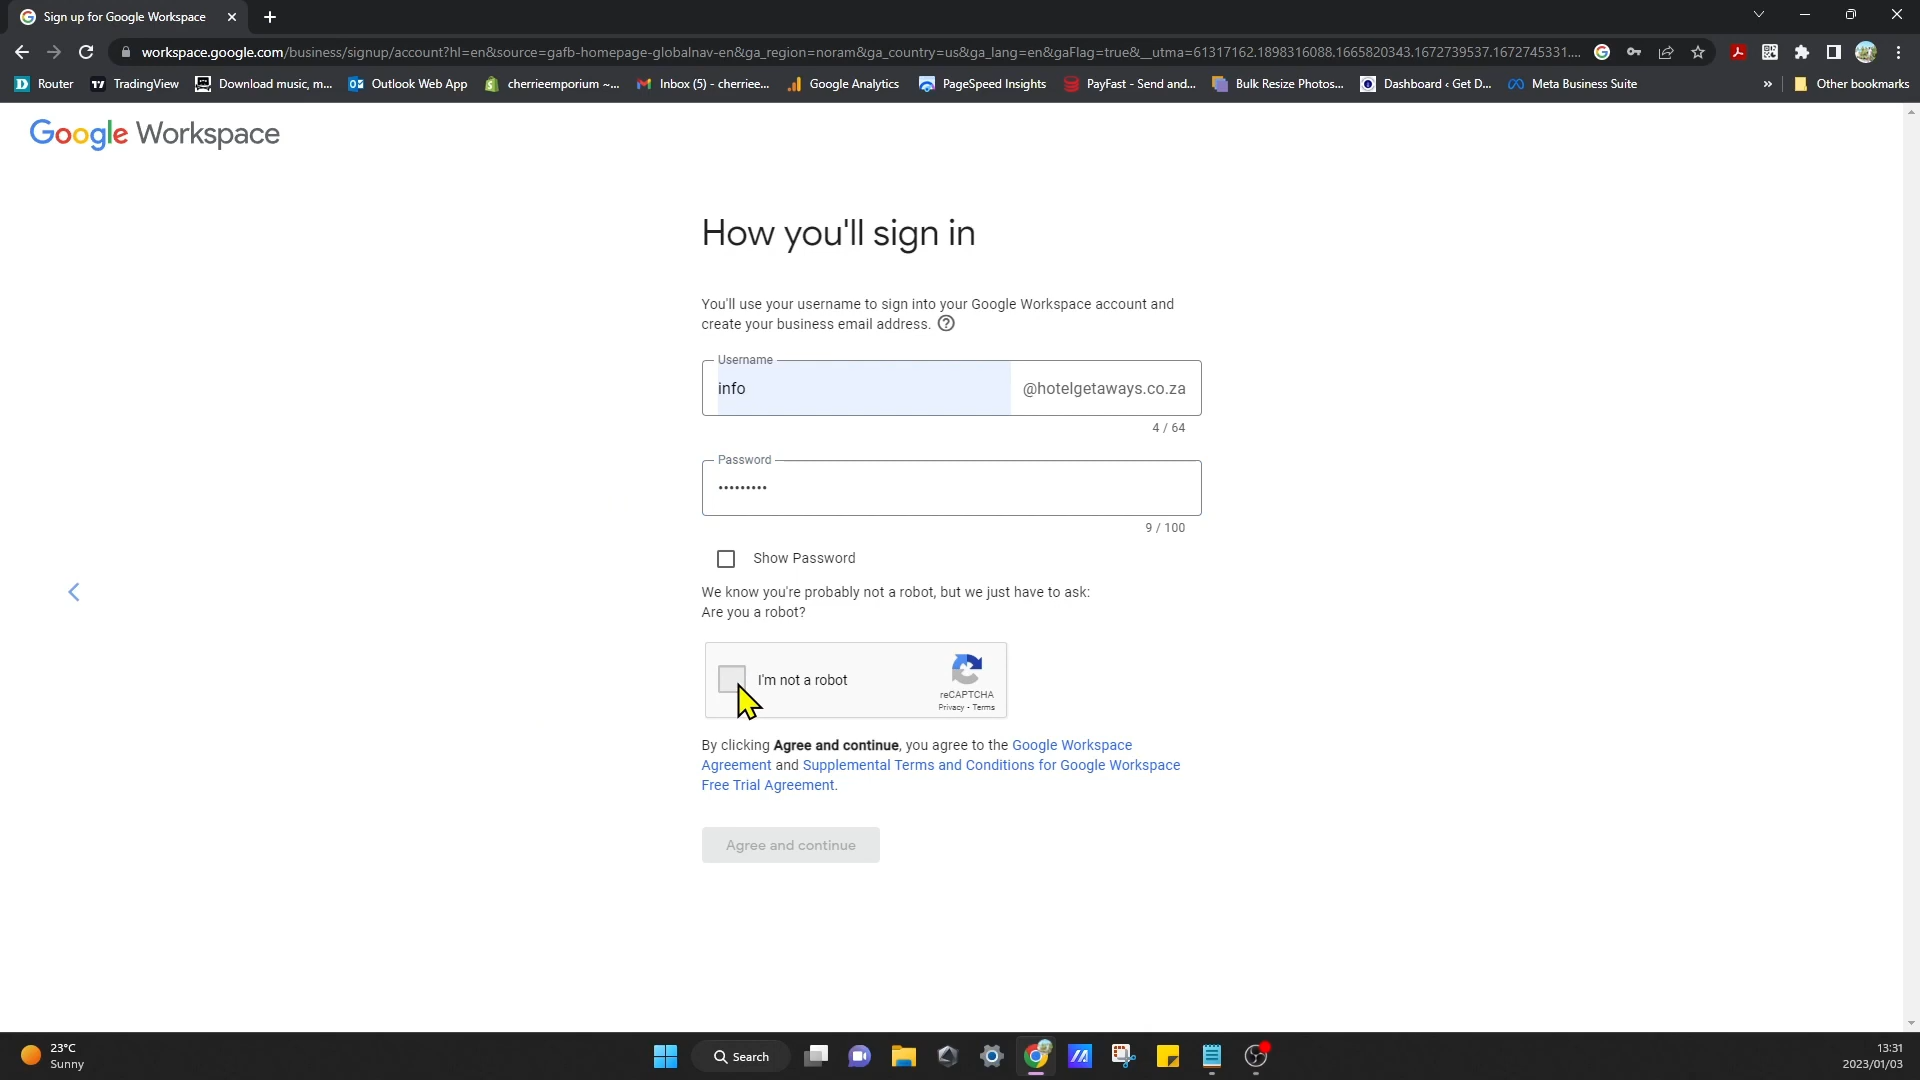 Sign up for Google Workspace
workspace.google.com/business/signup/account?hl=en&source=gafb-homepage-globalnav-en&ga_region=noram&ga_country=us&ga_lang=en&gaFlag=true&__utma=61317162.1898316088.1665820343.1672739537.1672745331....
Router TradingView Download music, m... Outlook Web App cherrieemporium ~... Inbox (5) - cherriee... Google Analytics PageSpeed Insights PayFast - Send and... Bulk Resize Photos... Dashboard ‹ Get D... Meta Business Suite » Other bookmarks
Google Workspace
How you'll sign in
You'll use your username to sign into your Google Workspace account and
create your business email address.
Username
info @hotelgetaways.co.za
4 / 64
Password
•••••••••
9 / 100
Show Password
We know you're probably not a robot, but we just have to ask:
Are you a robot?
I'm not a robot
reCAPTCHA
Privacy - Terms
By clicking Agree and continue, you agree to the Google Workspace
Agreement and Supplemental Terms and Conditions for Google Workspace
Free Trial Agreement.
Agree and continue
23°C
Sunny
Search
13:31
2023/01/03